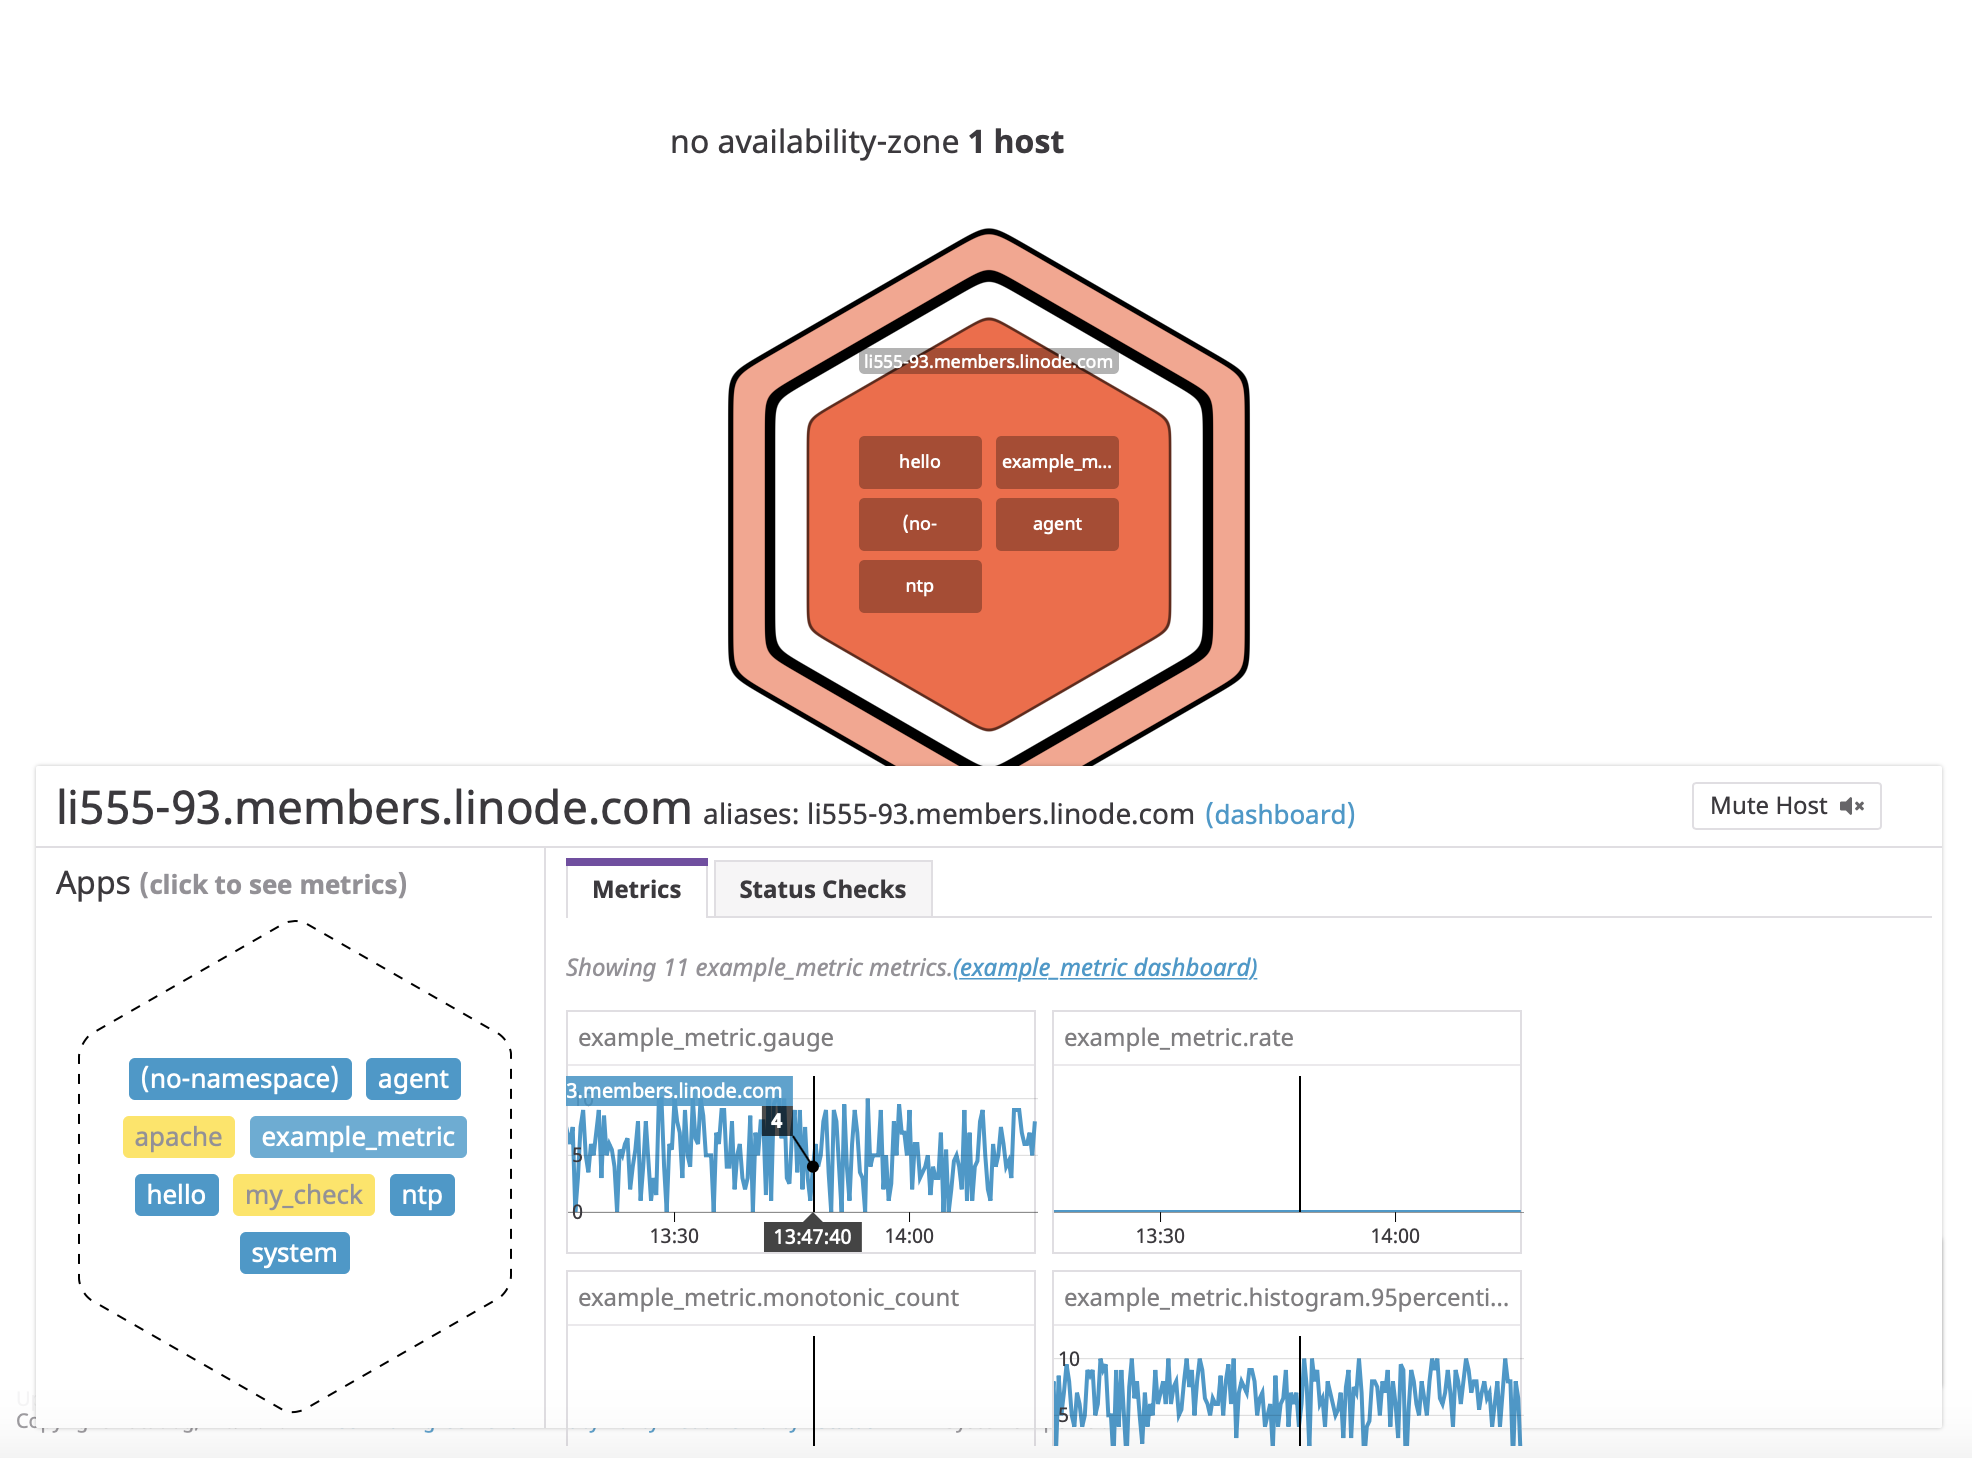 no availability-zone 1 host
li555-93.members.linode.com
hello
example_m...
(no-
agent
ntp
li555-93.members.linode.com aliases: li555-93.members.linode.com (dashboard)
Mute Host
Apps (click to see metrics)
(no-namespace)
agent
apache
example_metric
hello
my_check
ntp
system
Metrics
Status Checks
Showing 11 example_metric metrics.(example_metric dashboard)
example_metric.gauge
3.members.linode.com
10
4
5
0
13:30
13:47:40
14:00
example_metric.rate
13:30
14:00
example_metric.monotonic_count
example_metric.histogram.95percenti...
10
5